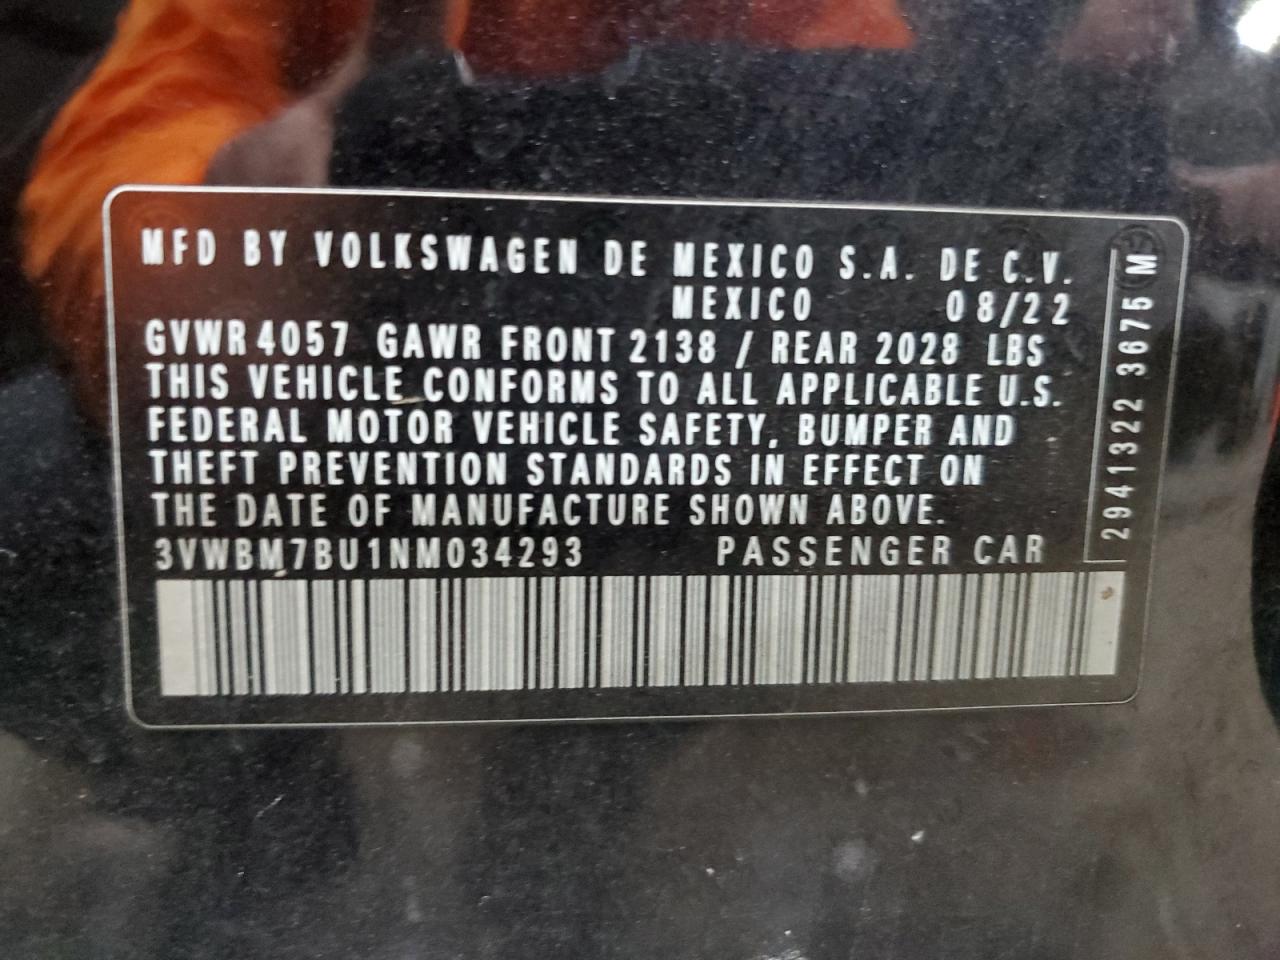 MFD BY VOLKSWAGEN DE MEXICO S.A. DE C.V.
MEXICO 08/22
GVWR 4057 GAWR FRONT 2138 / REAR 2028 LBS
THIS VEHICLE CONFORMS TO ALL APPLICABLE U.S.
FEDERAL MOTOR VEHICLE SAFETY, BUMPER AND
THEFT PREVENTION STANDARDS IN EFFECT ON
THE DATE OF MANUFACTURE SHOWN ABOVE.
3VWBM7BU1NM034293 PASSENGER CAR
2941322 3675 M